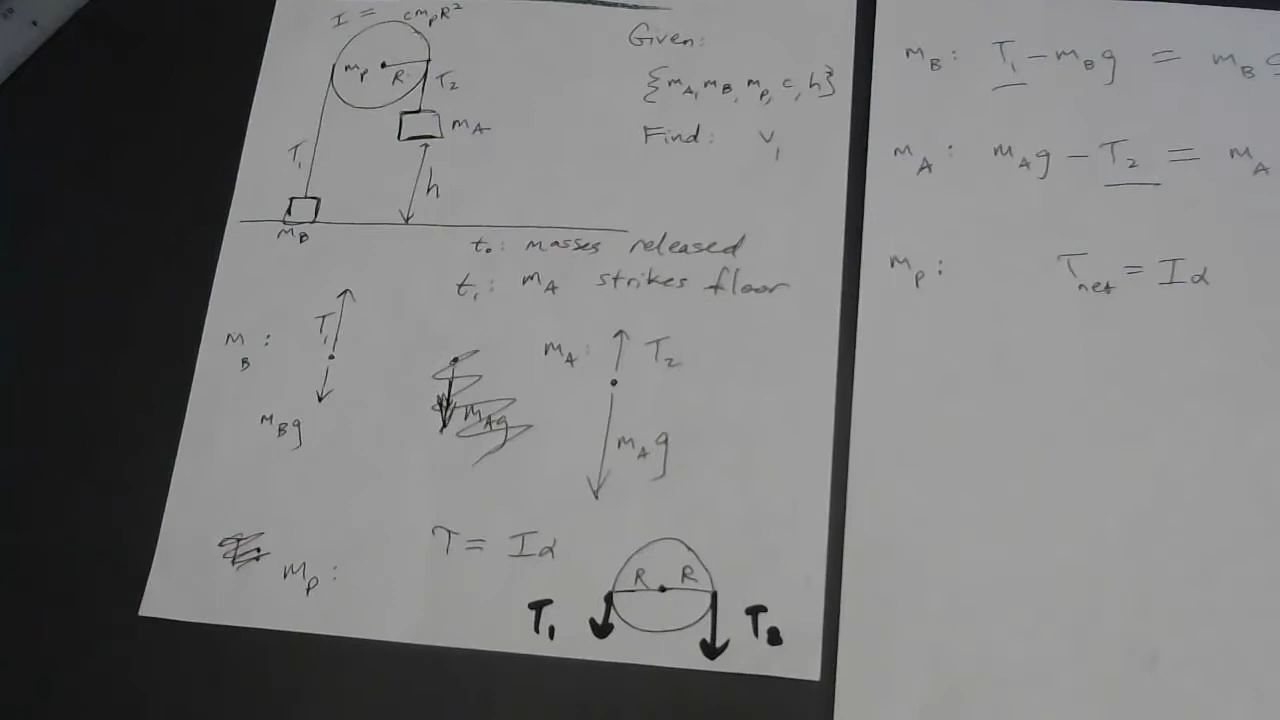 I = cm_pR²
m_p R
T₂
m_A
T₁
h
m_B
Given:
{m_A, m_B, m_p, c, h}
Find: v₁
t₀: masses released
t₁: m_A strikes floor
m_B:
T₁
m_Bg
m_Ag
m_A:
T₂
m_Ag
m_p:
τ = Iα
R R
T₁
T₂
m_B: T₁ - m_Bg = m_B
m_A: m_Ag - T₂ = m_A
m_p: τ_net = Iα